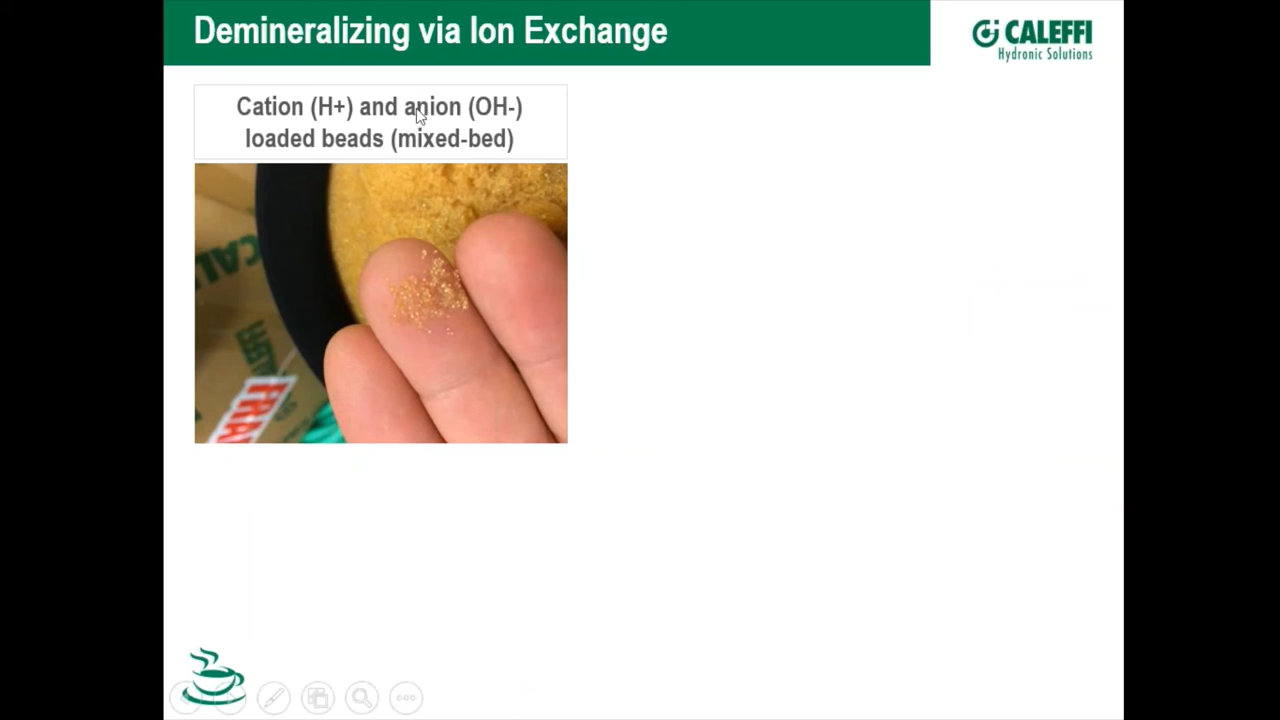 Demineralizing via Ion Exchange
CALEFFI
Hydronic Solutions
Cation (H+) and anion (OH-)
loaded beads (mixed-bed)